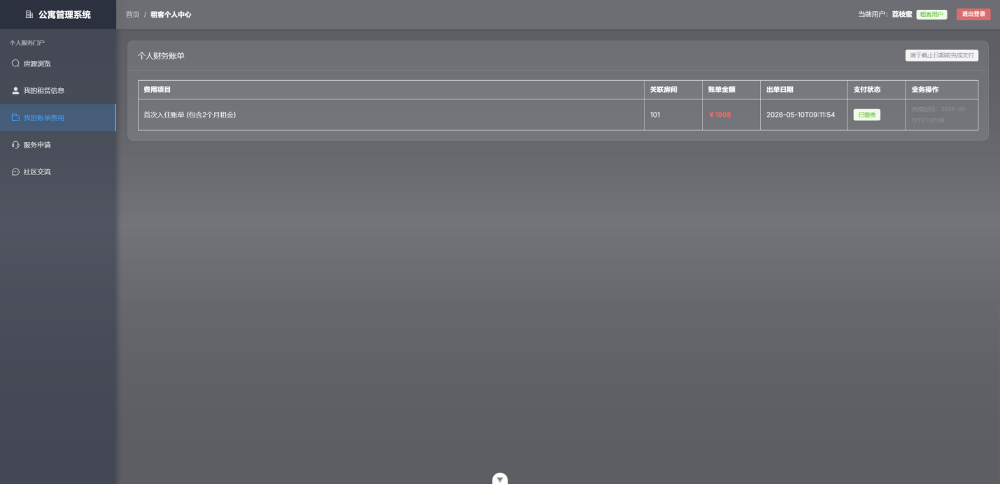 公寓管理系统
首页 / 租客个人中心
当前用户： 荔枝蜜 租客用户 退出登录
个人服务门户
房源浏览
我的租赁信息
我的账单费用
服务申请
社区交流
个人财务账单
请于截止日期前完成支付
费用项目 关联房间 账单金额 出单日期 支付状态 业务操作
首次入住账单 (包含2个月租金) 101 ¥1998 2026-05-10T09:11:54 已缴费 完成时间：2026-05-
12T21:37:58